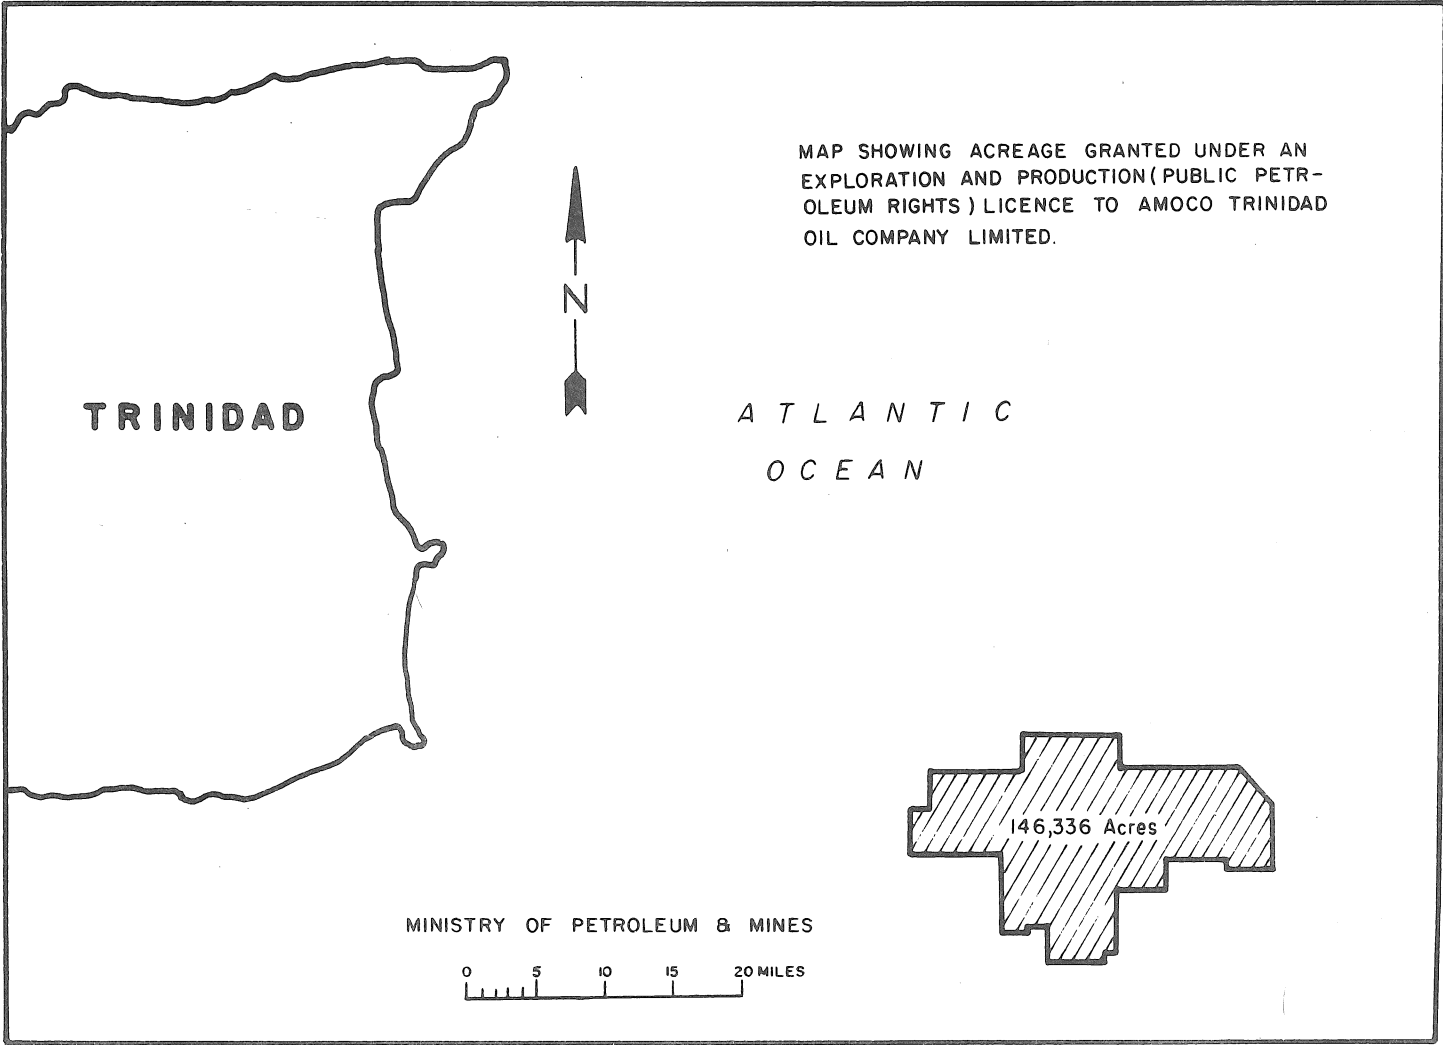 MAP SHOWING ACREAGE GRANTED UNDER AN
EXPLORATION AND PRODUCTION (PUBLIC PETR-
OLEUM RIGHTS) LICENCE TO AMOCO TRINIDAD
OIL COMPANY LIMITED.
N
TRINIDAD
ATLANTIC
OCEAN
146,336 Acres
MINISTRY OF PETROLEUM & MINES
0 5 10 15 20 MILES